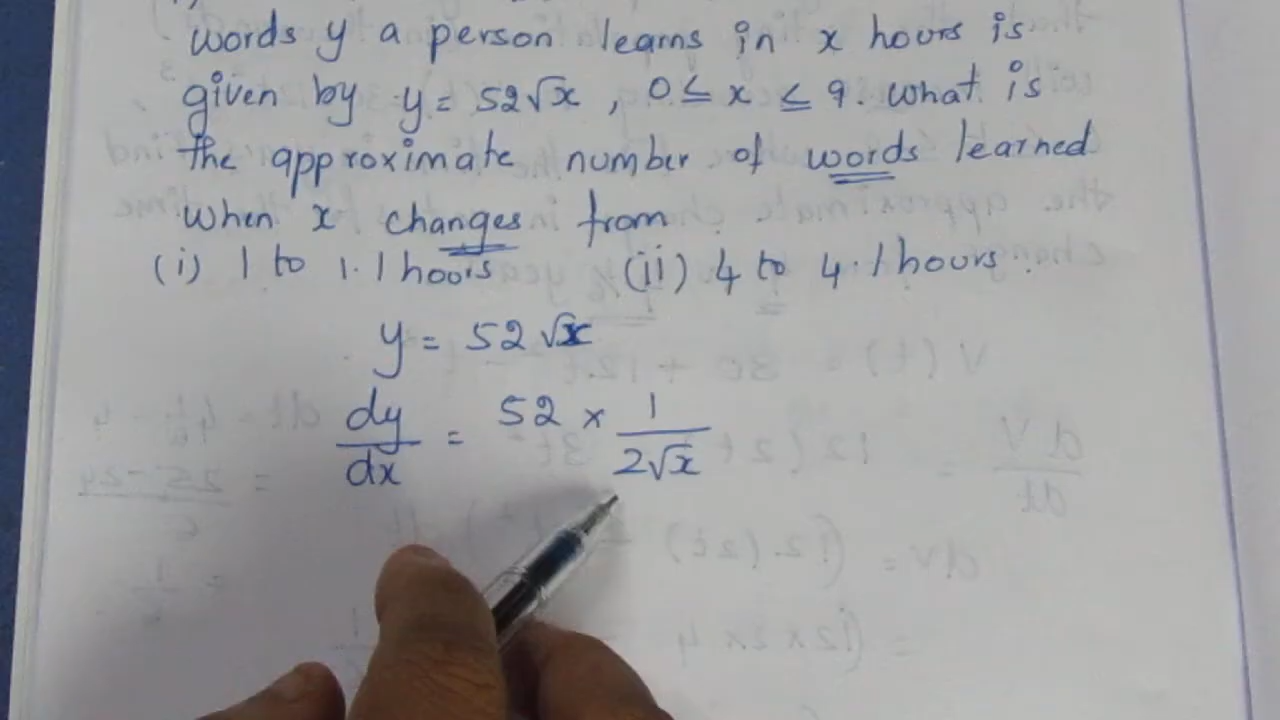 words y a person learns in x hours is
given by y = 52√x , 0 ≤ x ≤ 9. What is
the approximate number of words learned
when x changes from
(i) 1 to 1.1 hours (ii) 4 to 4.1 hours.
y = 52√x
dy/dx = 52 × 1/2√x